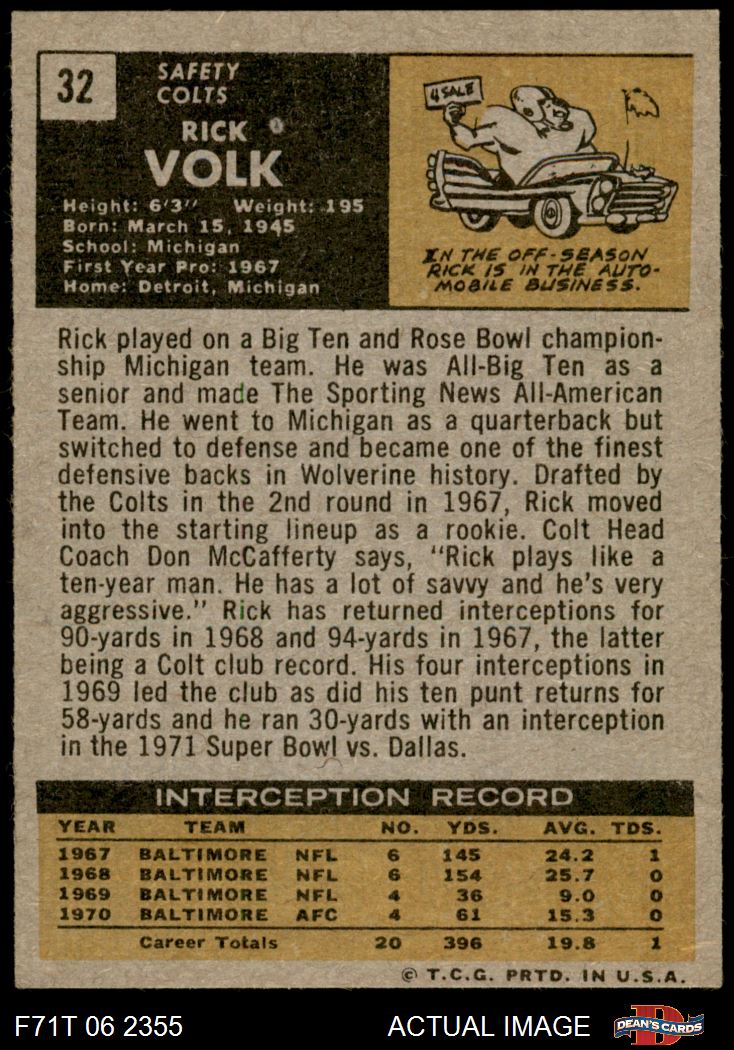 32
SAFETY
COLTS
RICK
VOLK
Height: 6'3" Weight: 195
Born: March 15, 1945
School: Michigan
First Year Pro: 1967
Home: Detroit, Michigan
4 SALE
IN THE OFF-SEASON
RICK IS IN THE AUTO-
MOBILE BUSINESS.
Rick played on a Big Ten and Rose Bowl champion-
ship Michigan team. He was All-Big Ten as a
senior and made The Sporting News All-American
Team. He went to Michigan as a quarterback but
switched to defense and became one of the finest
defensive backs in Wolverine history. Drafted by
the Colts in the 2nd round in 1967, Rick moved
into the starting lineup as a rookie. Colt Head
Coach Don McCafferty says, "Rick plays like a
ten-year man. He has a lot of savvy and he's very
aggressive." Rick has returned interceptions for
90-yards in 1968 and 94-yards in 1967, the latter
being a Colt club record. His four interceptions in
1969 led the club as did his ten punt returns for
58-yards and he ran 30-yards with an interception
in the 1971 Super Bowl vs. Dallas.
INTERCEPTION RECORD
YEAR TEAM NO. YDS. AVG. TDS.
1967 BALTIMORE NFL 6 145 24.2 1
1968 BALTIMORE NFL 6 154 25.7 0
1969 BALTIMORE NFL 4 36 9.0 0
1970 BALTIMORE AFC 4 61 15.3 0
Career Totals 20 396 19.8 1
© T.C.G. PRTD. IN U.S.A.
F71T 06 2355 ACTUAL IMAGE
D
DEAN'S CARDS